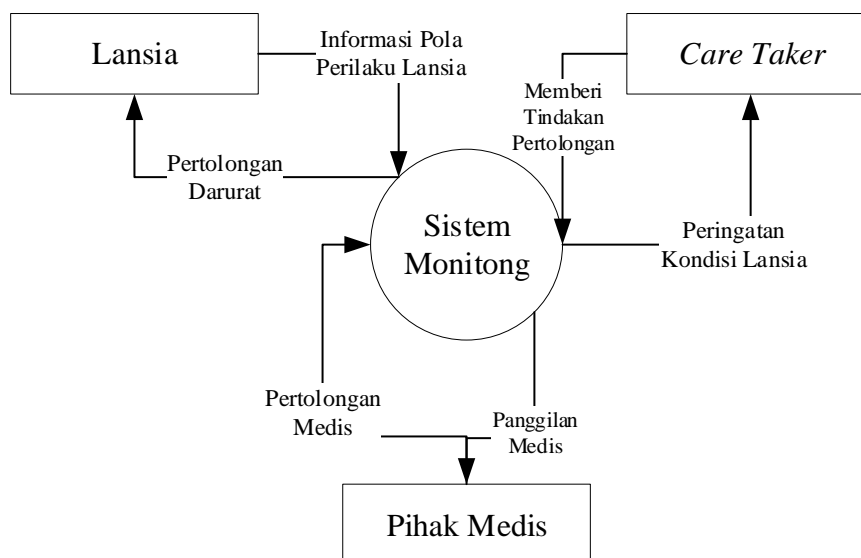 Lansia
Informasi Pola
Perilaku Lansia
Care Taker
Memberi
Tindakan
Pertolongan
Pertolongan
Darurat
Sistem
Monitong
Peringatan
Kondisi Lansia
Pertolongan
Medis
Panggilan
Medis
Pihak Medis